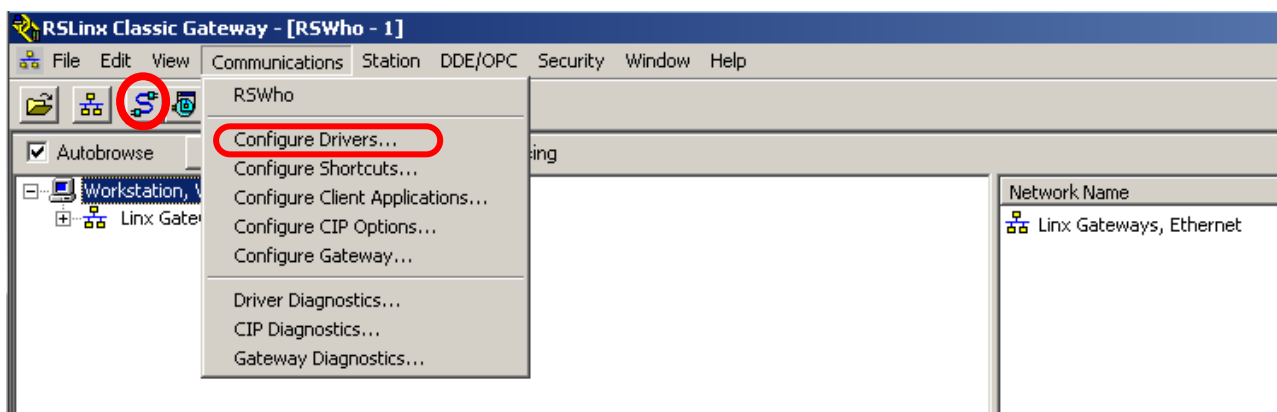 RSLinx Classic Gateway - [RSWho - 1]
File Edit View Communications Station DDE/OPC Security Window Help
RSWho
Configure Drivers...
Configure Shortcuts...
Configure Client Applications...
Configure CIP Options...
Configure Gateway...
Driver Diagnostics...
CIP Diagnostics...
Gateway Diagnostics...
Autobrowse
Workstation,
Linx
Network Name
Linx Gateways, Ethernet